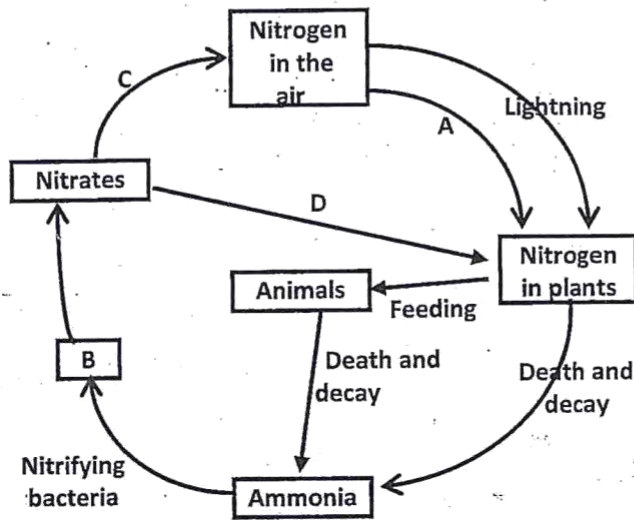 Nitrogen
in the
air
C
Lightning
A
Nitrates
D
Nitrogen
in plants
Animals
Feeding
B
Death and
decay
Death and
decay
Nitrifying
bacteria
Ammonia